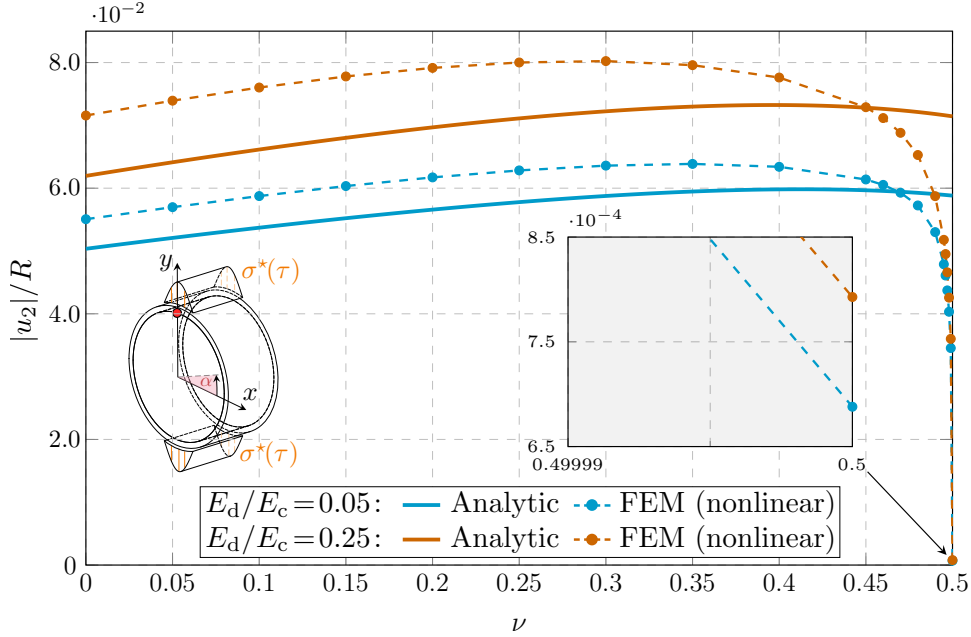 ·10⁻²
8.0
6.0
4.0
2.0
0
|u₂|/R
y
σ*(τ)
α
x
σ*(τ)
·10⁻⁴
8.5
7.5
6.5
0.49999
0.5
E_d/E_c=0.05: Analytic FEM (nonlinear)
E_d/E_c=0.25: Analytic FEM (nonlinear)
0 0.05 0.1 0.15 0.2 0.25 0.3 0.35 0.4 0.45 0.5
ν